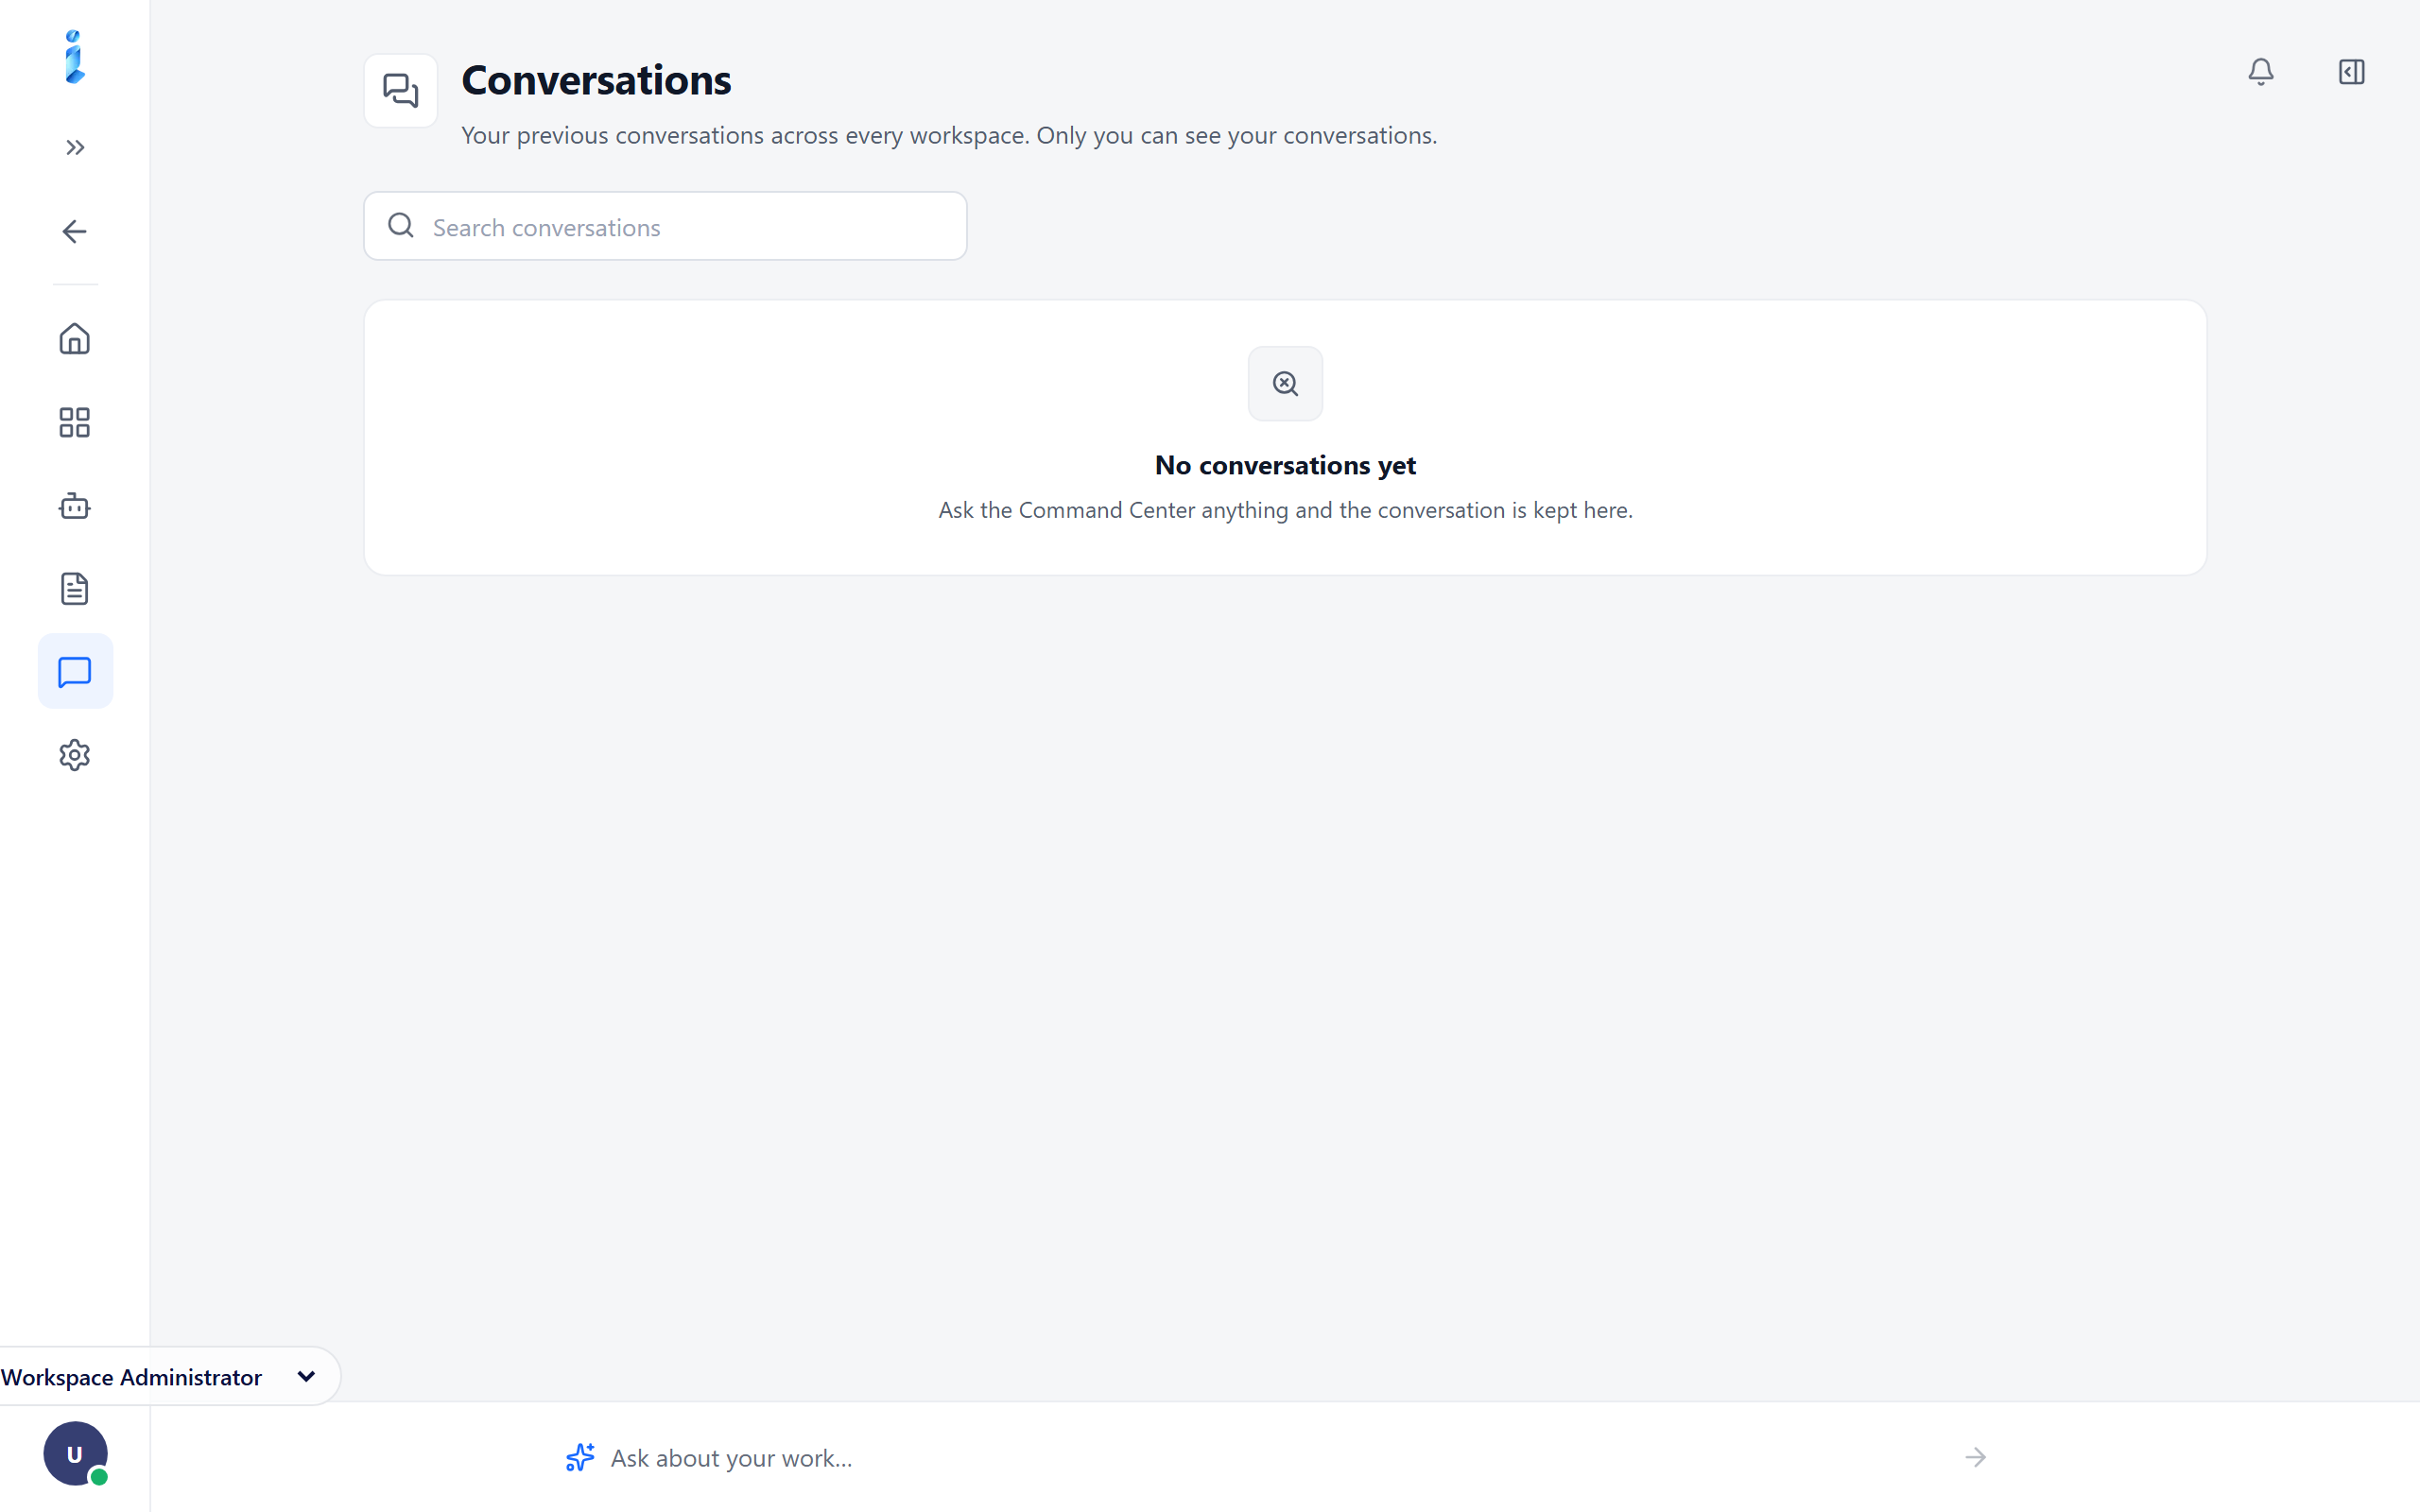 Conversations
Your previous conversations across every workspace. Only you can see your conversations.
Search conversations
No conversations yet
Ask the Command Center anything and the conversation is kept here.
Workspace Administrator
U
Ask about your work...